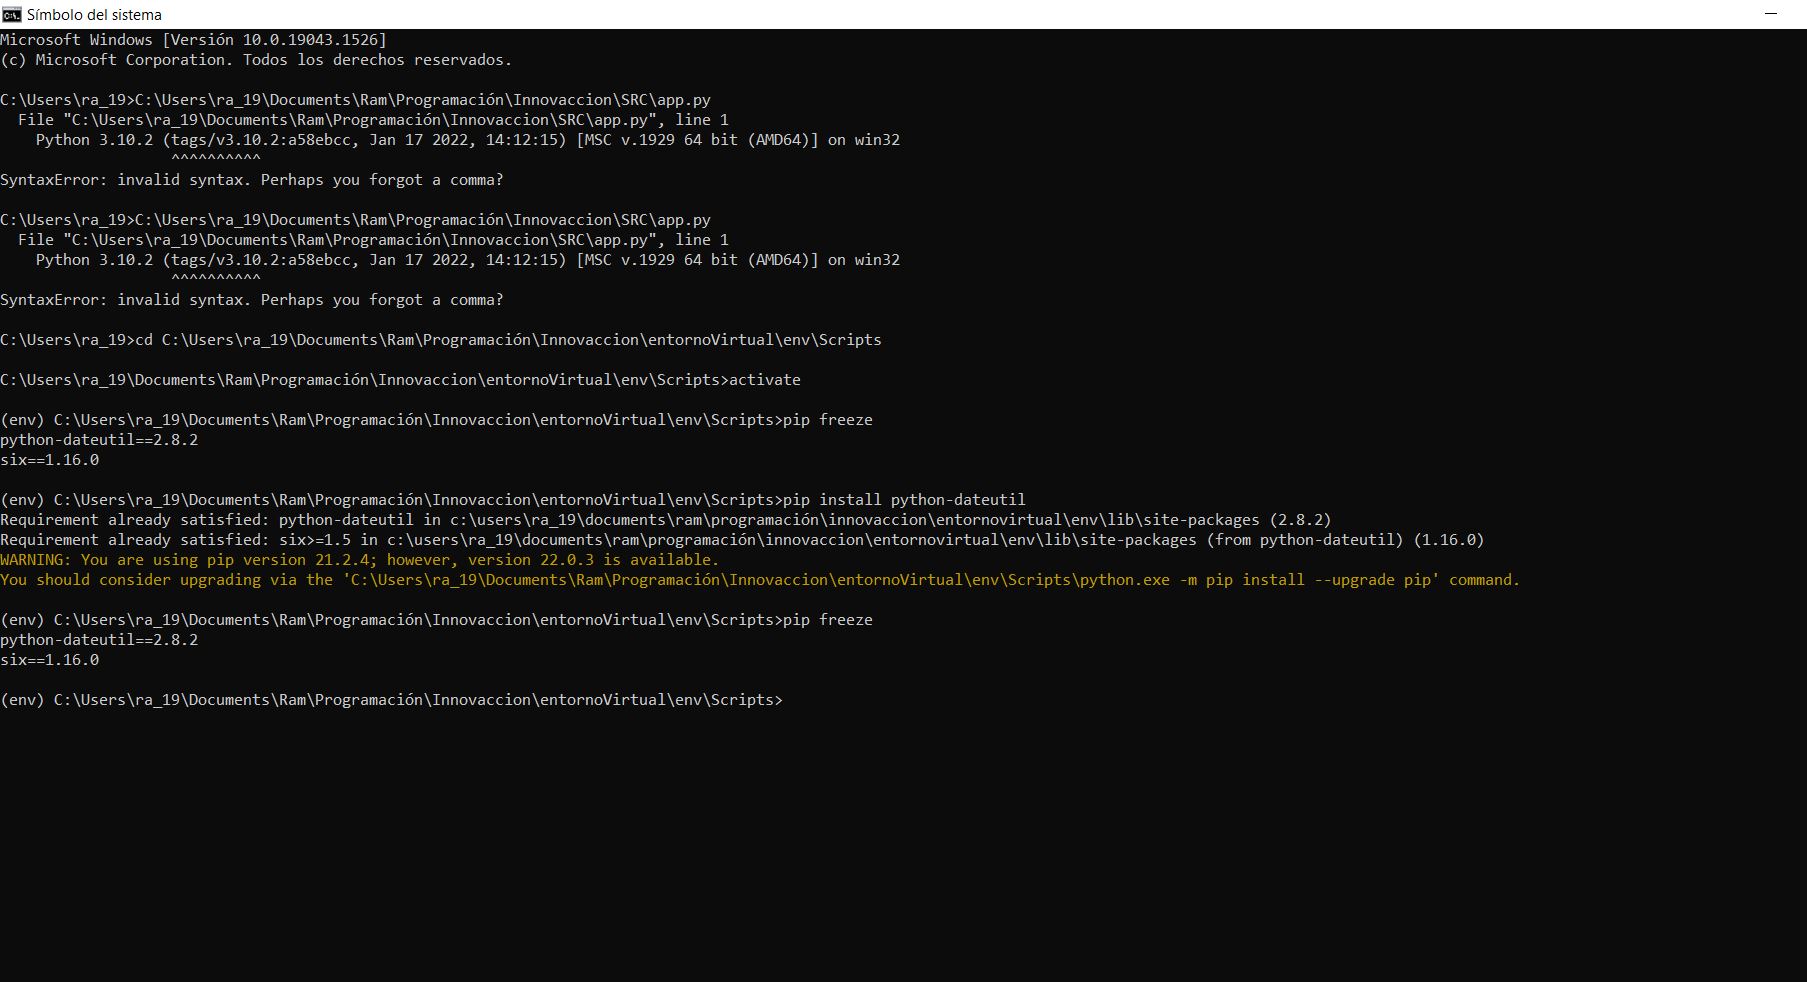 Símbolo del sistema
Microsoft Windows [Versión 10.0.19043.1526]
(c) Microsoft Corporation. Todos los derechos reservados.
C:\Users\ra_19>C:\Users\ra_19\Documents\Ram\Programación\Innovaccion\SRC\app.py
  File "C:\Users\ra_19\Documents\Ram\Programación\Innovaccion\SRC\app.py", line 1
    Python 3.10.2 (tags/v3.10.2:a58ebcc, Jan 17 2022, 14:12:15) [MSC v.1929 64 bit (AMD64)] on win32
                   ^^^^^^^^^^
SyntaxError: invalid syntax. Perhaps you forgot a comma?
C:\Users\ra_19>C:\Users\ra_19\Documents\Ram\Programación\Innovaccion\SRC\app.py
  File "C:\Users\ra_19\Documents\Ram\Programación\Innovaccion\SRC\app.py", line 1
    Python 3.10.2 (tags/v3.10.2:a58ebcc, Jan 17 2022, 14:12:15) [MSC v.1929 64 bit (AMD64)] on win32
                   ^^^^^^^^^^
SyntaxError: invalid syntax. Perhaps you forgot a comma?
C:\Users\ra_19>cd C:\Users\ra_19\Documents\Ram\Programación\Innovaccion\entornoVirtual\env\Scripts
C:\Users\ra_19\Documents\Ram\Programación\Innovaccion\entornoVirtual\env\Scripts>activate
(env) C:\Users\ra_19\Documents\Ram\Programación\Innovaccion\entornoVirtual\env\Scripts>pip freeze
python-dateutil==2.8.2
six==1.16.0
(env) C:\Users\ra_19\Documents\Ram\Programación\Innovaccion\entornoVirtual\env\Scripts>pip install python-dateutil
Requirement already satisfied: python-dateutil in c:\users\ra_19\documents\ram\programación\innovaccion\entornovirtual\env\lib\site-packages (2.8.2)
Requirement already satisfied: six>=1.5 in c:\users\ra_19\documents\ram\programación\innovaccion\entornovirtual\env\lib\site-packages (from python-dateutil) (1.16.0)
WARNING: You are using pip version 21.2.4; however, version 22.0.3 is available.
You should consider upgrading via the 'C:\Users\ra_19\Documents\Ram\Programación\Innovaccion\entornoVirtual\env\Scripts\python.exe -m pip install --upgrade pip' command.
(env) C:\Users\ra_19\Documents\Ram\Programación\Innovaccion\entornoVirtual\env\Scripts>pip freeze
python-dateutil==2.8.2
six==1.16.0
(env) C:\Users\ra_19\Documents\Ram\Programación\Innovaccion\entornoVirtual\env\Scripts>